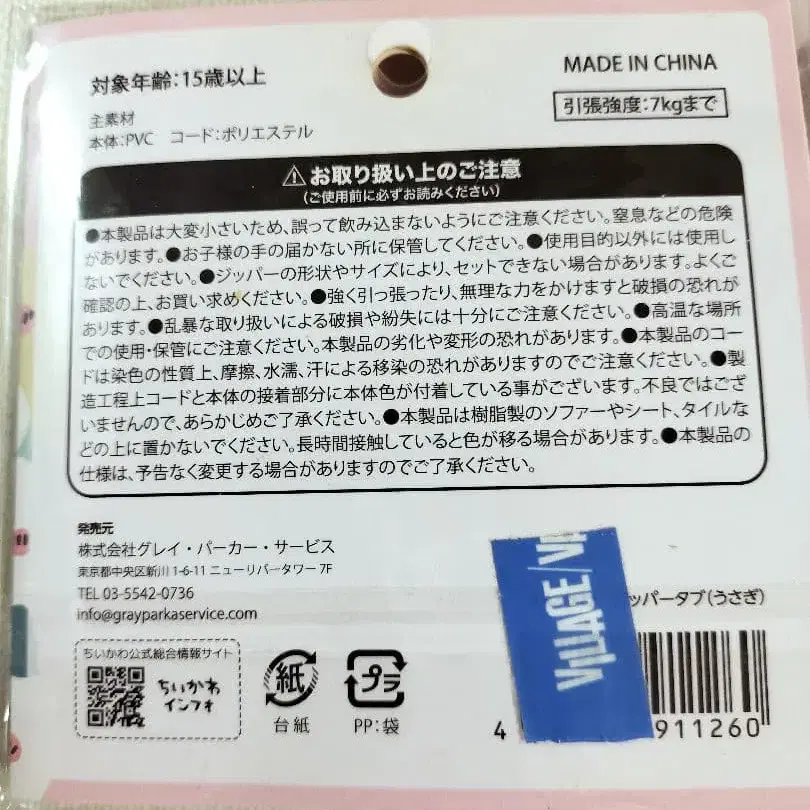 対象年齢:15歳以上
MADE IN CHINA
引張強度:7kgまで
主素材
本体:PVC コード:ポリエステル
お取り扱い上のご注意
(ご使用前に必ずお読みください)
●本製品は大変小さいため、誤って飲み込まないようにご注意ください。窒息などの危険
があります。●お子様の手の届かない所に保管してください。●使用目的以外には使用し
ないでください。●ジッパーの形状やサイズにより、セットできない場合があります。よくご
確認の上、お買い求めください。●強く引っ張ったり、無理な力をかけますと破損の恐れが
あります。●乱暴な取り扱いによる破損や紛失には十分にご注意ください。●高温な場所
での使用・保管にご注意ください。本製品の劣化や変形の恐れがあります。●本製品のコー
ドは染色の性質上、摩擦、水濡、汗による移染の恐れがありますのでご注意ください。●製
造工程上コードと本体の接着部分に本体色が付着している事がございます。不良ではござ
いませんので、あらかじめご了承ください。●本製品は樹脂製のソファーやシート、タイルな
どの上に置かないでください。長時間接触していると色が移る場合があります。●本製品の
仕様は、予告なく変更する場合がありますのでご了承ください。
発売元
株式会社グレイ・パーカー・サービス
東京都中央区新川 1-6-11 ニューリバータワー 7F
TEL 03-5542-0736
info@grayparkaservice.com
VILLAGE/V
ッパータブ(うさぎ)
ちいかわ公式総合情報サイト
ちいかわ
インフォ
紙
台紙
プラ
PP:袋
4
911260